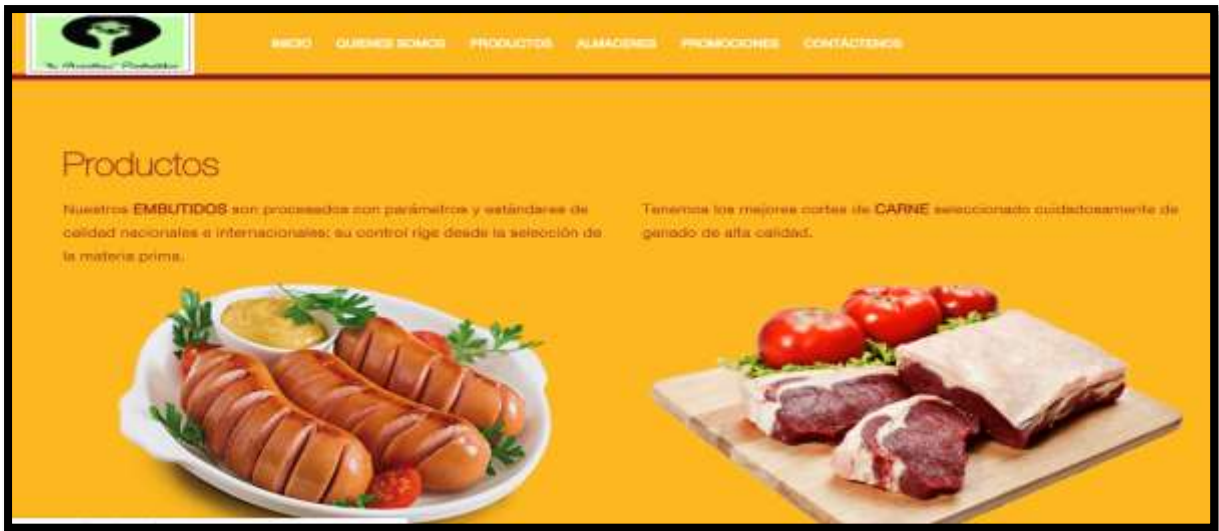 INICIO QUIENES SOMOS PRODUCTOS ALMACENES PROMOCIONES CONTÁCTENOS
Productos
Nuestros EMBUTIDOS son procesados con parámetros y estándares de
calidad nacionales e internacionales; su control rige desde la selección de
la materia prima.
Tenemos los mejores cortes de CARNE seleccionado cuidadosamente de
ganado de alta calidad.